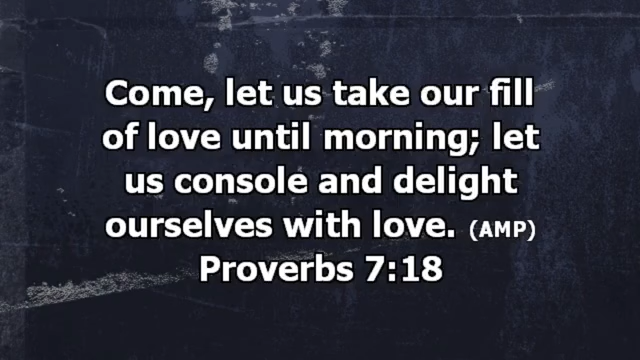 Come, let us take our fill
of love until morning; let
us console and delight
ourselves with love. (AMP)
Proverbs 7:18